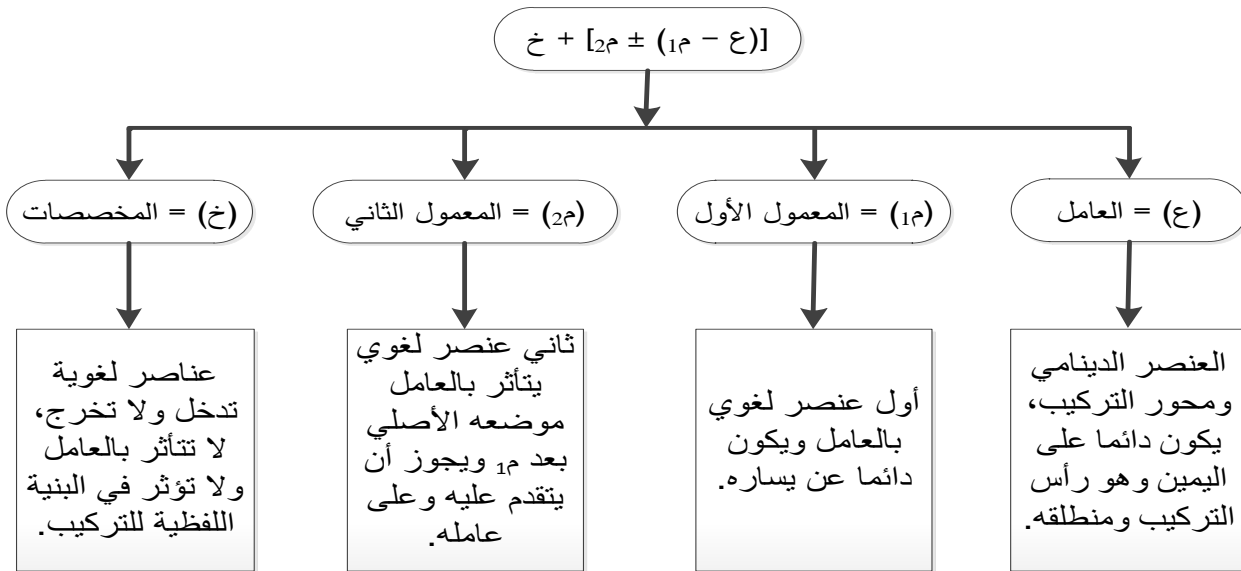 [(ع – م1) ± م2] + خ
(ع) = العامل
(م1) = المعمول الأول
(م2) = المعمول الثاني
(خ) = المخصصات
العنصر الدينامي
ومحور التركيب،
يكون دائما على
اليمين وهو رأس
التركيب ومنطلقه.
أول عنصر لغوي
بالعامل ويكون
دائما عن يساره.
ثاني عنصر لغوي
يتأثر بالعامل
موضعه الأصلي
بعد م1 ويجوز أن
يتقدم عليه وعلى
عامله.
عناصر لغوية
تدخل ولا تخرج،
لا تتأثر بالعامل
ولا تؤثر في البنية
اللفظية للتركيب.